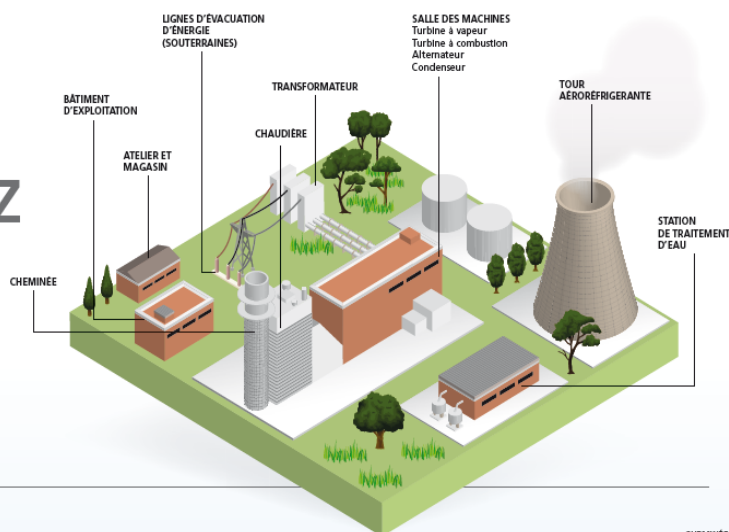 LIGNES D'ÉVACUATION
D'ÉNERGIE
(SOUTERRAINES)
SALLE DES MACHINES
Turbine à vapeur
Turbine à combustion
Alternateur
Condenseur
TRANSFORMATEUR
TOUR
AÉRORÉFRIGERANTE
BÂTIMENT
D'EXPLOITATION
CHAUDIÈRE
ATELIER ET
MAGASIN
Z
STATION
DE TRAITEMENT
D'EAU
CHEMINÉE